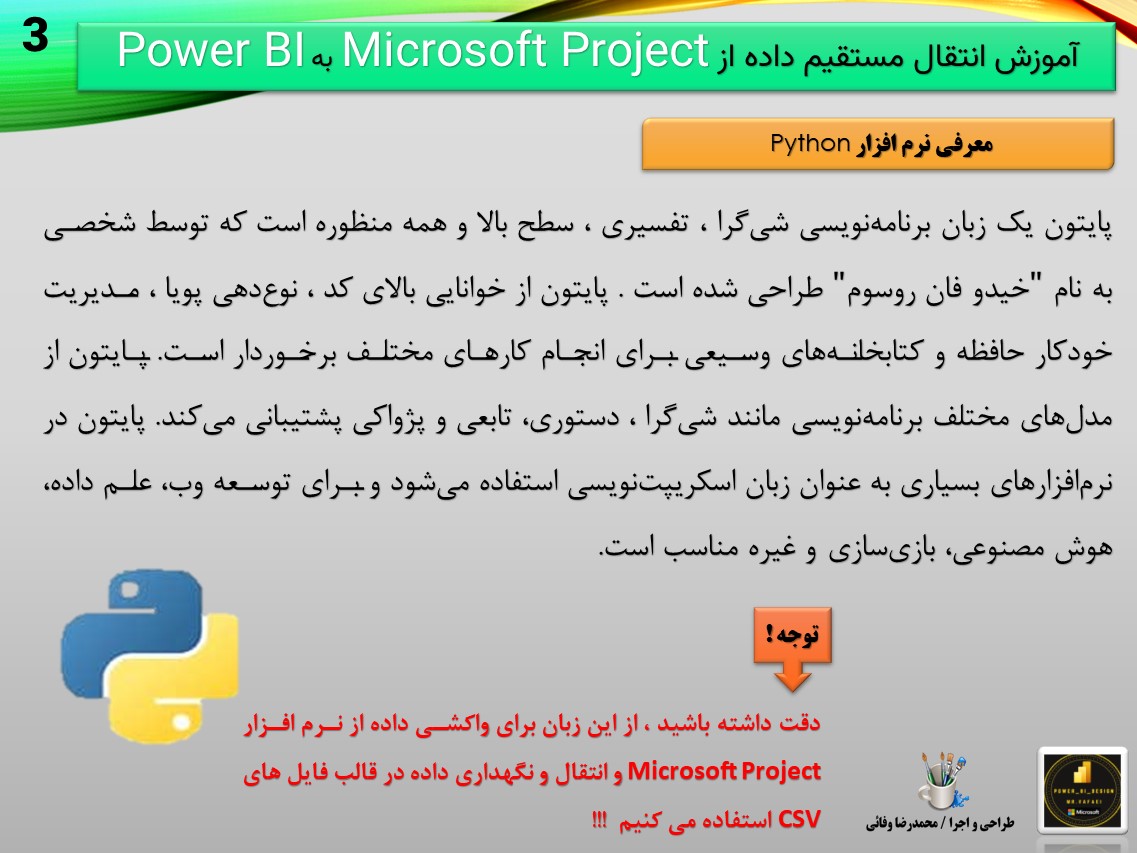 3
آموزش انتقال مستقیم داده از Microsoft Project به Power BI
معرفی نرم افزار Python
پایتون یک زبان برنامه‌نویسی شی‌گرا ، تفسیری ، سطح بالا و همه منظوره است که توسط شخصی
به نام "خیدو فان روسوم" طراحی شده است . پایتون از خوانایی بالای کد ، نوع‌دهی پویا ، مدیریت
خودکار حافظه و کتابخانه‌های وسیعی برای انجام کارهای مختلف برخوردار است. پایتون از
مدل‌های مختلف برنامه‌نویسی مانند شی‌گرا ، دستوری، تابعی و پژواکی پشتیبانی می‌کند. پایتون در
نرم‌افزارهای بسیاری به عنوان زبان اسکریپت‌نویسی استفاده می‌شود و برای توسعه وب، علم داده،
هوش مصنوعی، بازی‌سازی و غیره مناسب است.
توجه!
دقت داشته باشید ، از این زبان برای واکشی داده از نرم افزار
Microsoft Project و انتقال و نگهداری داده در قالب فایل های
CSV استفاده می کنیم !!!
طراحی و اجرا / محمدرضا وفائی
POWER_BI_DESIGN
MR.VAFAEI
Microsoft